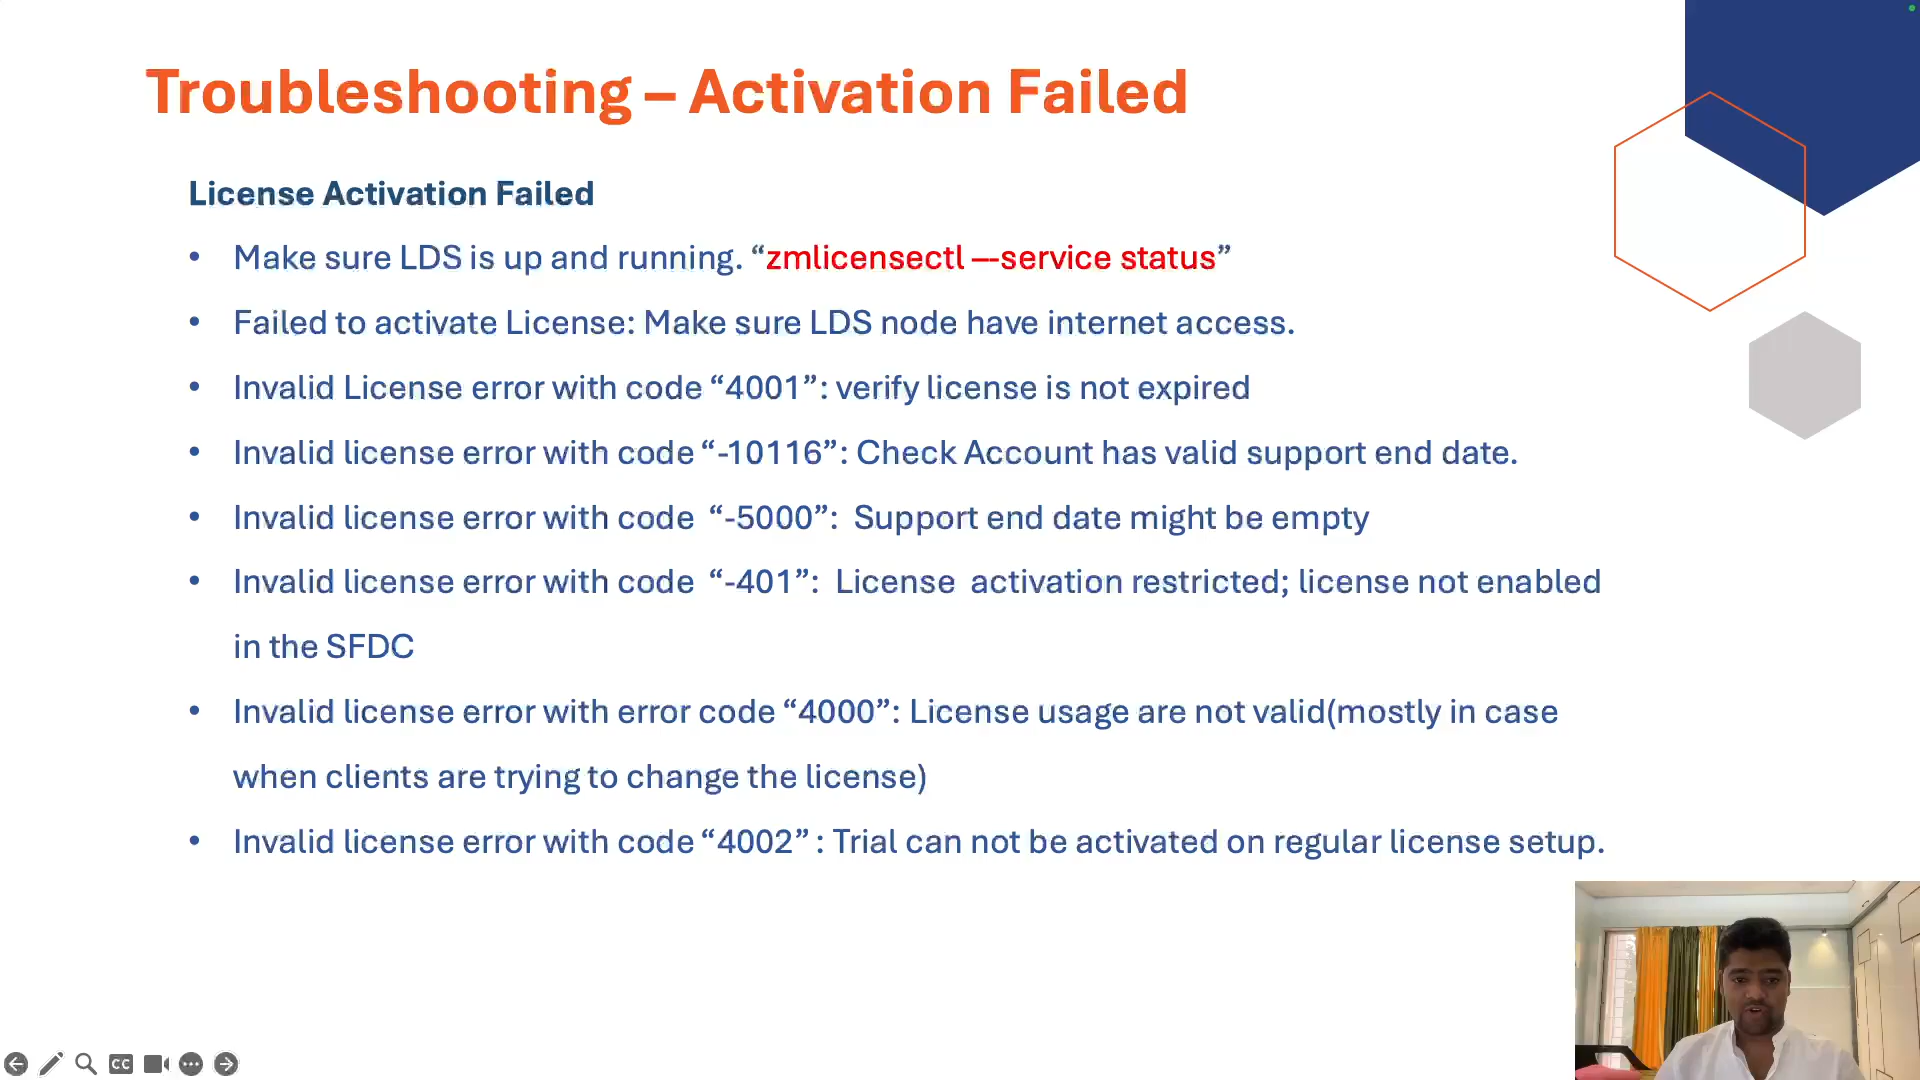 Troubleshooting – Activation Failed
License Activation Failed
• Make sure LDS is up and running. “zmlicensectl –-service status”
• Failed to activate License: Make sure LDS node have internet access.
• Invalid License error with code “4001”: verify license is not expired
• Invalid license error with code “-10116”: Check Account has valid support end date.
• Invalid license error with code “-5000”: Support end date might be empty
• Invalid license error with code “-401”: License activation restricted; license not enabled
in the SFDC
• Invalid license error with error code “4000”: License usage are not valid(mostly in case
when clients are trying to change the license)
• Invalid license error with code “4002” : Trial can not be activated on regular license setup.
CC